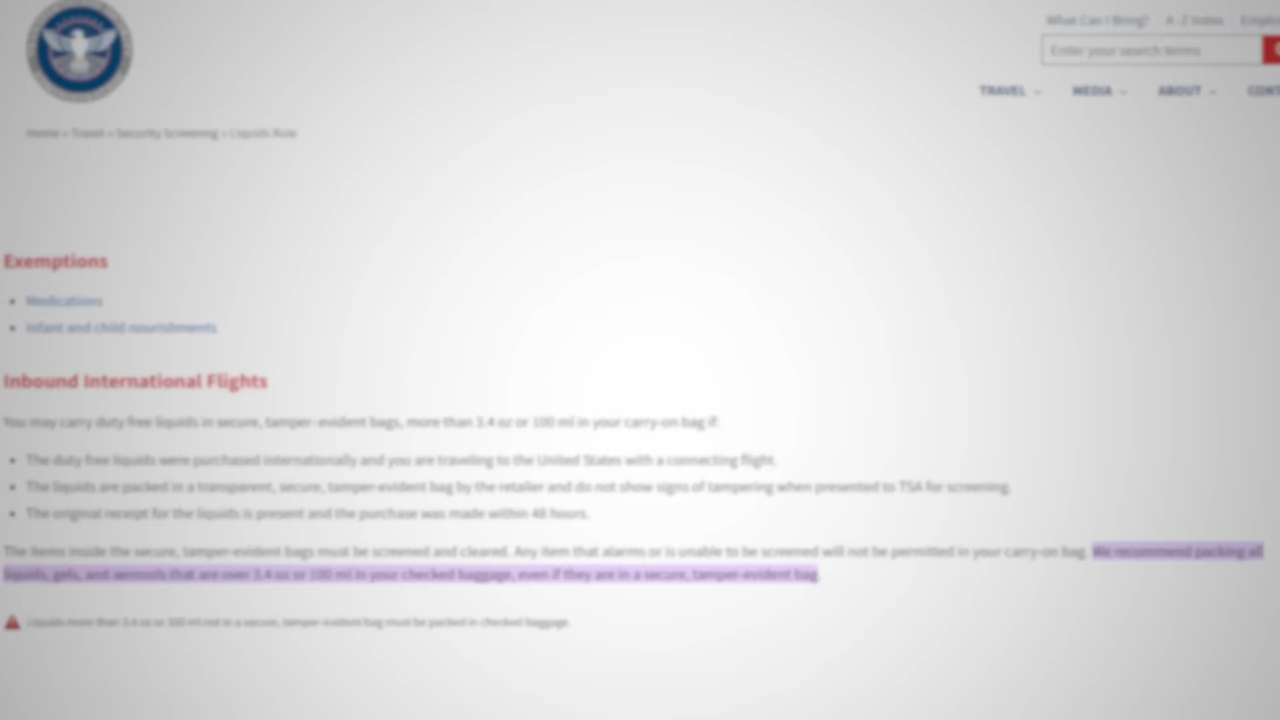 What Can I Bring? A - Z Index
Enter your search terms
TRAVEL MEDIA ABOUT
Home » Travel » Security Screening » Liquids Rule
Exemptions
• Medications
• Infant and child nourishments
Inbound International Flights
You may carry duty free liquids in secure, tamper-evident bags, more than 3.4 oz or 100 ml in your carry-on bag if:
• The duty free liquids were purchased internationally and you are traveling to the United States with a connecting flight.
• The liquids are packed in a transparent, secure, tamper-evident bag by the retailer and do not show signs of tampering when presented to TSA for screening.
• The original receipt for the liquids is present and the purchase was made within 48 hours.
The items inside the secure, tamper-evident bags must be screened and cleared. Any item that alarms or is unable to be screened will not be permitted in your carry-on bag. We recommend packing all
liquids, gels, and aerosols that are over 3.4 oz or 100 ml in your checked baggage, even if they are in a secure, tamper-evident bag.
Liquids more than 3.4 oz or 100 ml not in a secure, tamper-evident bag must be packed in checked baggage.